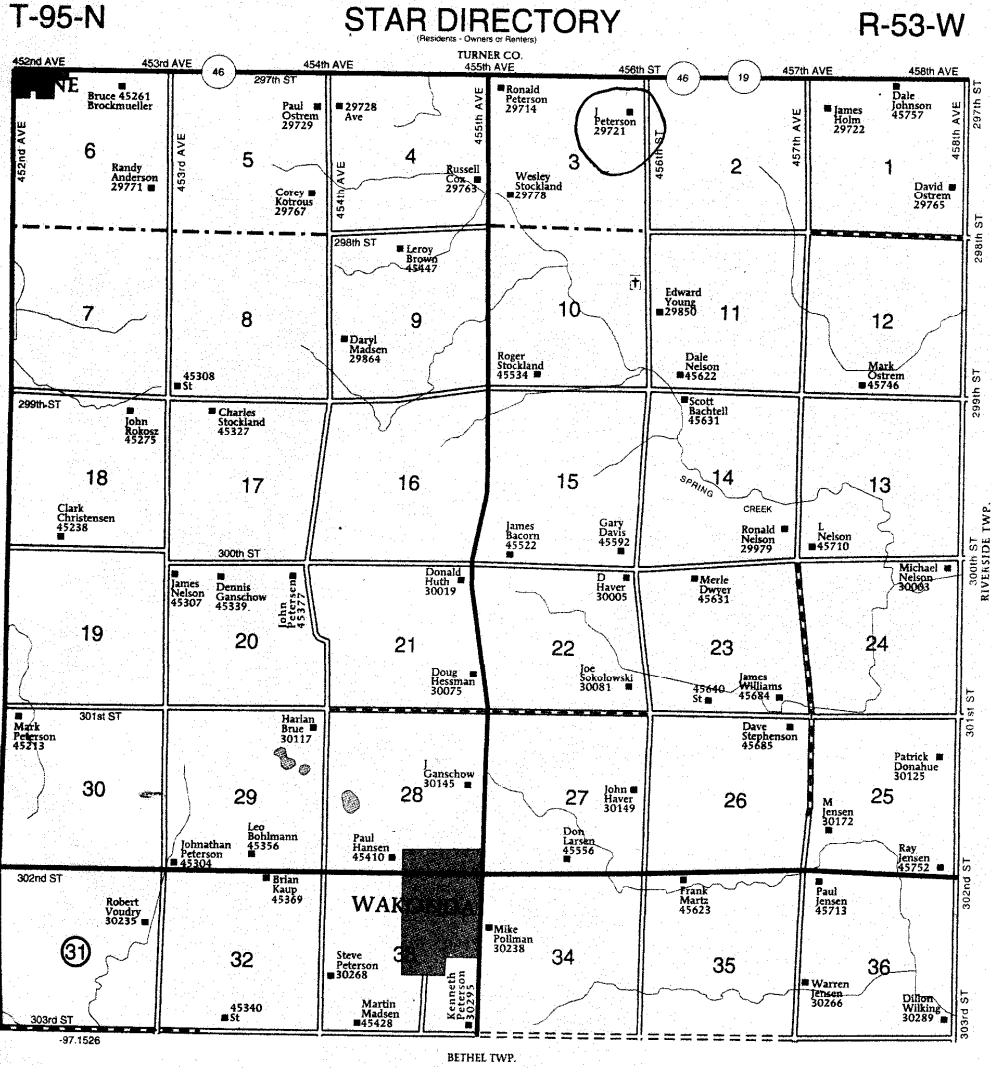 T-95-N
STAR DIRECTORY
R-53-W
(Residents - Owners or Renters)
TURNER CO.
452nd AVE
453rd AVE
46
297th ST
454th AVE
455th AVE
456th ST
46
19
457th AVE
458th AVE
NE
Bruce 45261
Brockmueller
6
Randy
Anderson
29771
452nd AVE
453rd AVE
Paul
Ostrem
29729
5
Corey
Kotrous
29767
454th AVE
29728
Ave
4
Russell
Cox
29763
455th AVE
Ronald
Peterson
29714
J
Peterson
29721
3
Wesley
Stockland
29778
456th ST
2
457th AVE
James
Holm
29722
Dale
Johnson
45757
1
David
Ostrem
29765
458th AVE
297th ST
298th ST
298th ST
7
8
45308
St
Leroy
Brown
45447
9
Daryl
Madsen
29864
10
Roger
Stockland
45534
Edward
Young
29850
11
Dale
Nelson
45622
12
Mark
Ostrem
45746
299th ST
299th ST
John
Rokosz
45275
18
Clark
Christensen
45238
Charles
Stockland
45327
17
16
15
James
Bacorn
45522
Gary
Davis
45592
Scott
Bachtell
45631
14
SPRING
CREEK
Ronald
Nelson
29979
13
L
Nelson
45710
300th ST
300th ST
RIVERSIDE TWP.
19
James
Nelson
45307
Dennis
Ganschow
45339
John
Petersen
45377
20
Donald
Huth
30019
21
Doug
Hessman
30075
D
Haver
30005
22
Joe
Sokolowski
30081
Merle
Dwyer
45631
23
45640
St
James
Williams
45684
Michael
Nelson
30003
24
301st ST
301st ST
Mark
Peterson
45213
30
Harlan
Brue
30117
29
Leo
Bohlmann
45356
Johnathan
Peterson
45304
J
Ganschow
30145
28
Paul
Hansen
45410
27
John
Haver
30149
Don
Larsen
45556
Dave
Stephenson
45685
26
Patrick
Donahue
30125
25
M
Jensen
30172
Ray
Jensen
45752
302nd ST
302nd ST
Robert
Voudry
30235
31
Brian
Kaup
45369
32
45340
St
WAKONDA
33
Steve
Peterson
30268
Martin
Madsen
45428
Kenneth
Peterson
30295
Mike
Pollman
30238
34
Frank
Martz
45623
35
Paul
Jensen
45713
36
Warren
Jensen
30266
Dillon
Wilking
30289
303rd ST
303rd ST
-97.1526
BETHEL TWP.